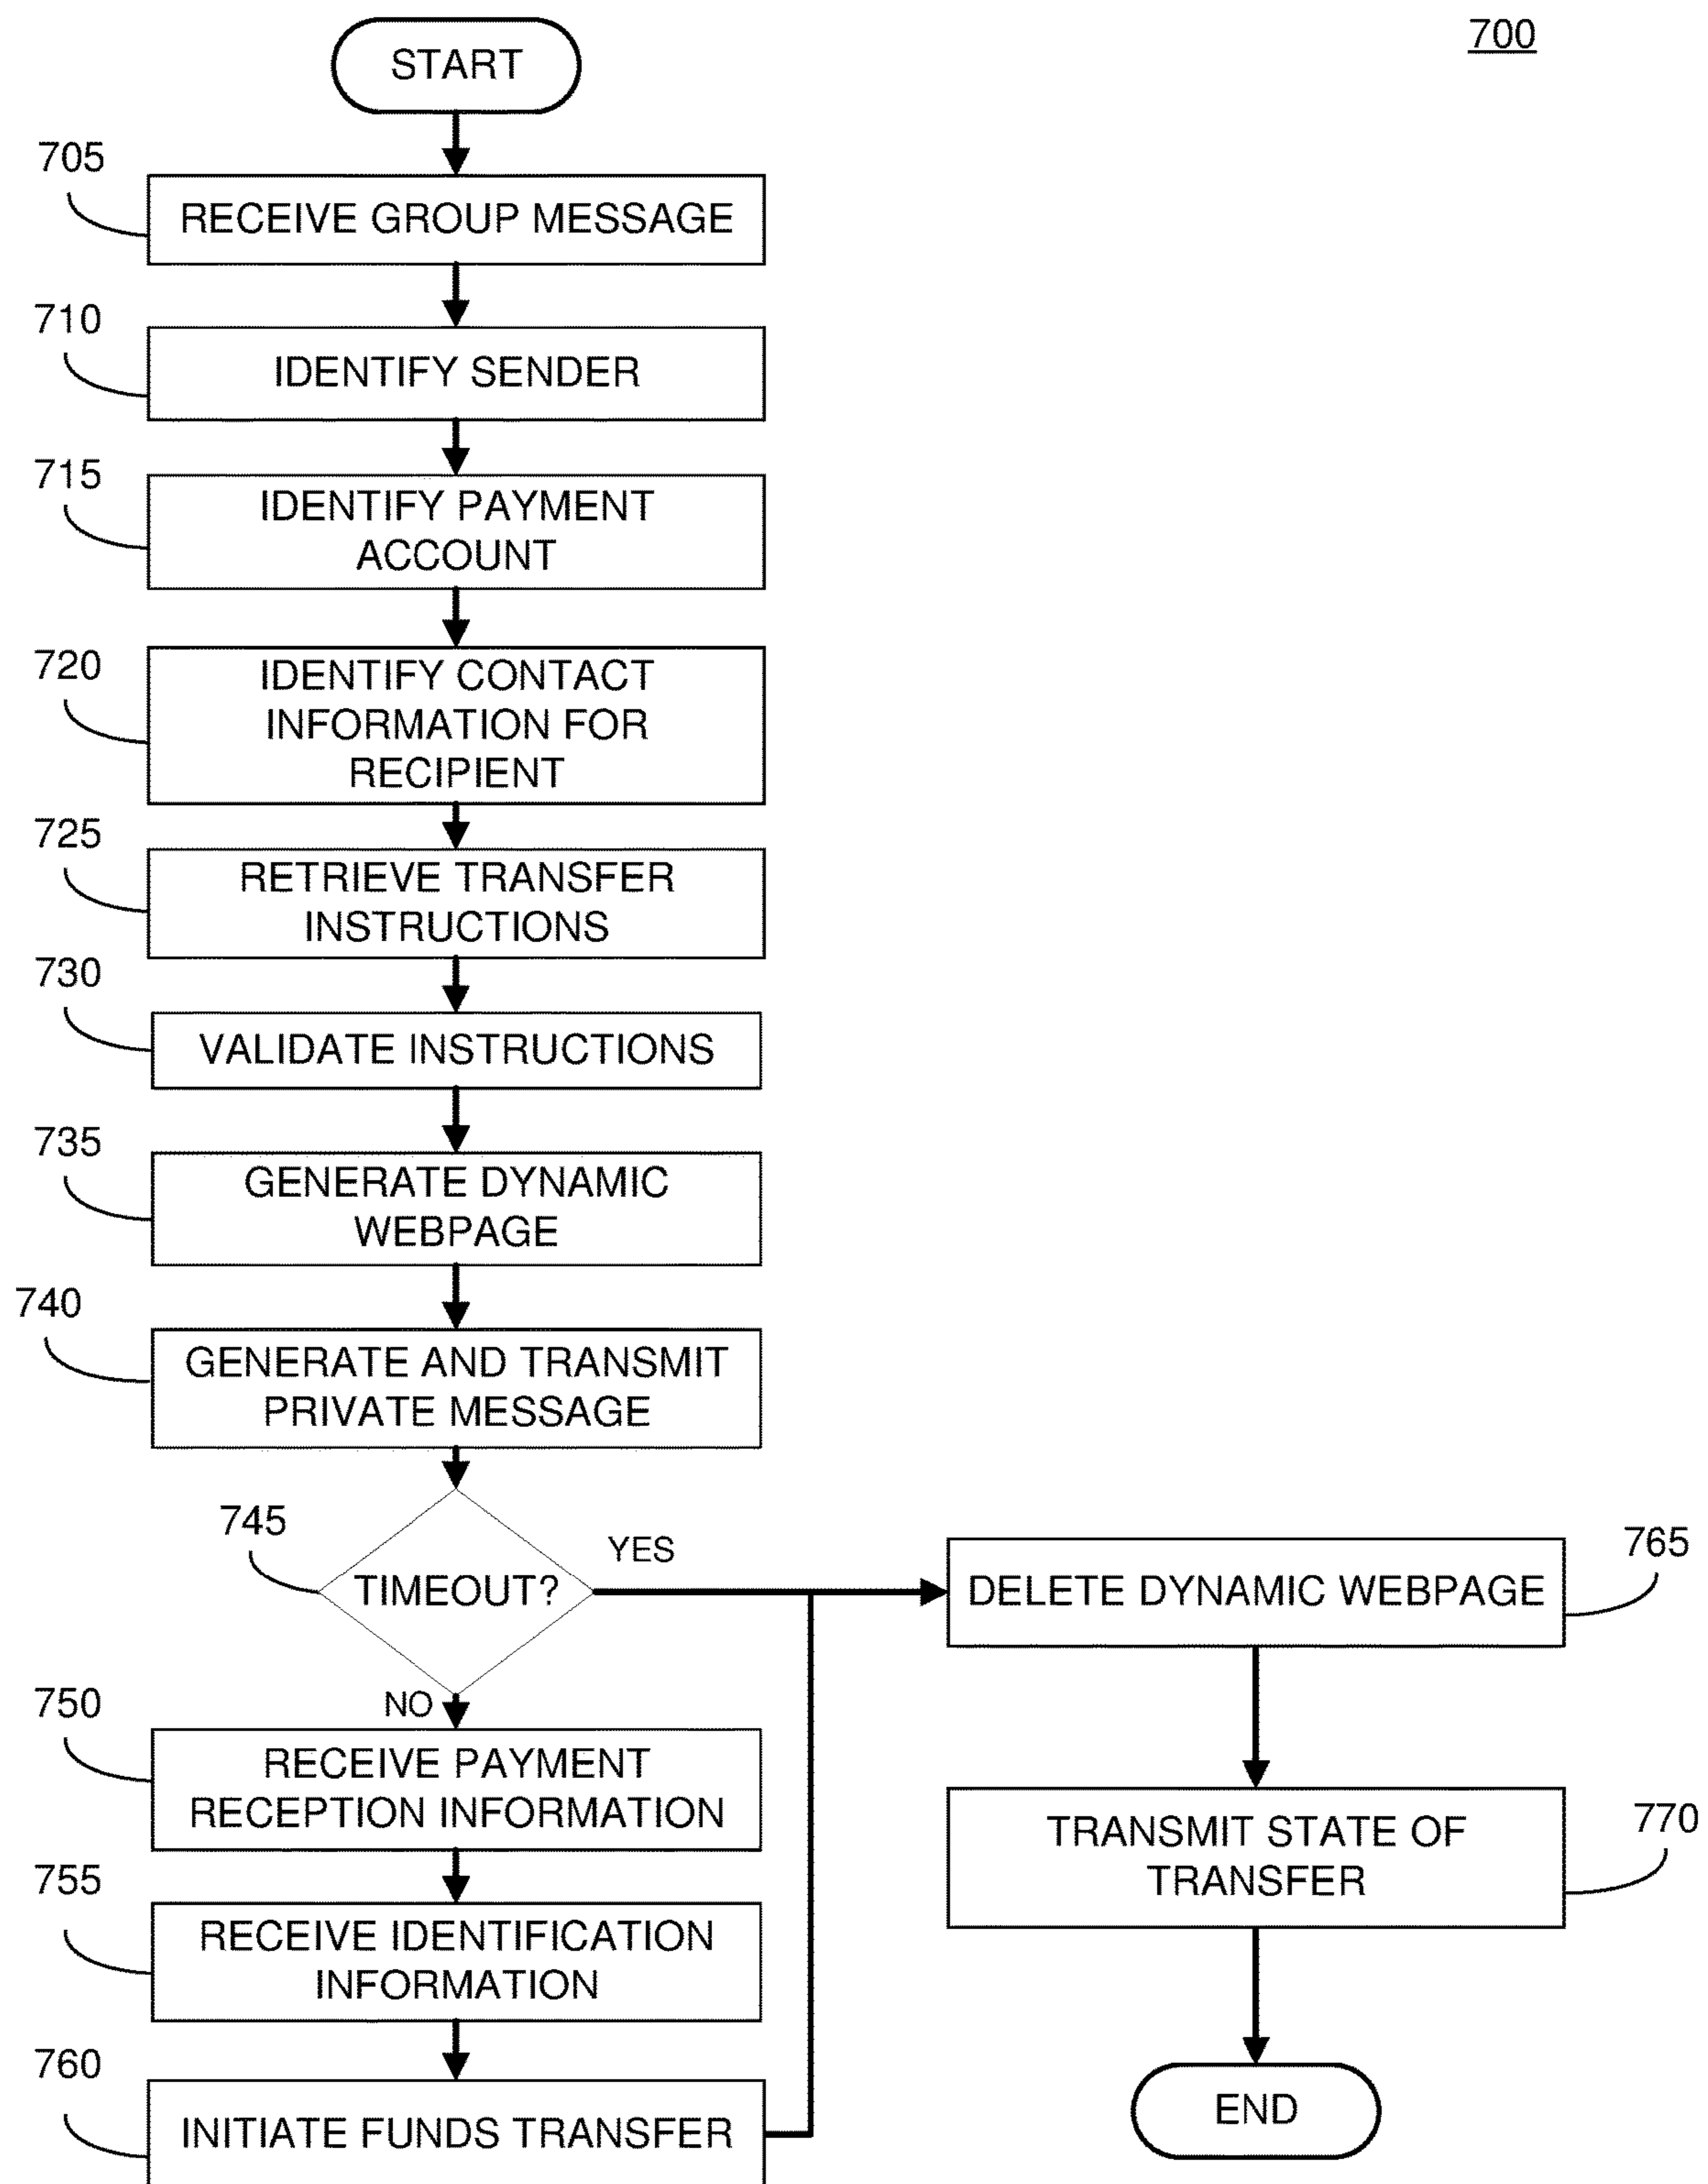 700
START
705
RECEIVE GROUP MESSAGE
710
IDENTIFY SENDER
715
IDENTIFY PAYMENT
ACCOUNT
720
IDENTIFY CONTACT
INFORMATION FOR
RECIPIENT
725
RETRIEVE TRANSFER
INSTRUCTIONS
730
VALIDATE INSTRUCTIONS
735
GENERATE DYNAMIC
WEBPAGE
740
GENERATE AND TRANSMIT
PRIVATE MESSAGE
745
TIMEOUT?
YES
NO
750
RECEIVE PAYMENT
RECEPTION INFORMATION
755
RECEIVE IDENTIFICATION
INFORMATION
760
INITIATE FUNDS TRANSFER
765
DELETE DYNAMIC WEBPAGE
770
TRANSMIT STATE OF
TRANSFER
END